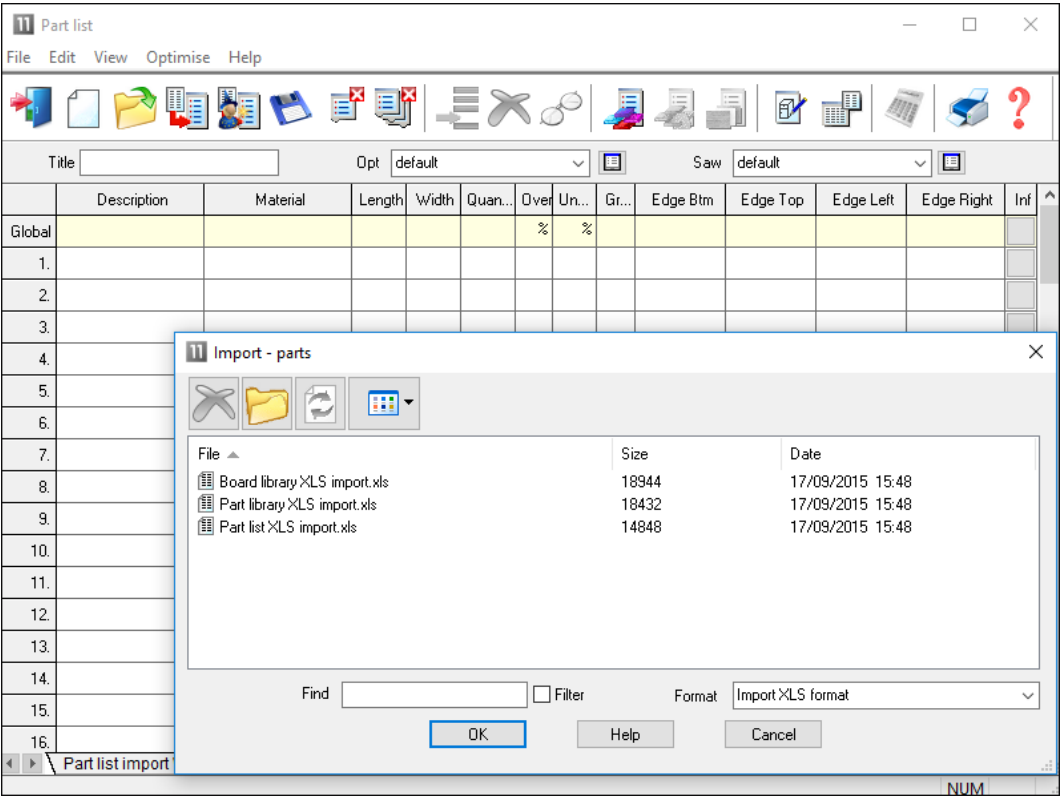 11 Part list
File Edit View Optimise Help
Title Opt default Saw default
Description Material Length Width Quan... Over Un... Gr... Edge Btm Edge Top Edge Left Edge Right Inf
Global % %
1.
2.
3.
4.
11 Import - parts
5.
6.
7.
File Size Date
8.
Board library XLS import.xls 18944 17/09/2015 15:48
Part library XLS import.xls 18432 17/09/2015 15:48
9.
Part list XLS import.xls 14848 17/09/2015 15:48
10.
11.
12.
13.
14.
Find Filter Format Import XLS format
15.
OK Help Cancel
16.
Part list import
NUM